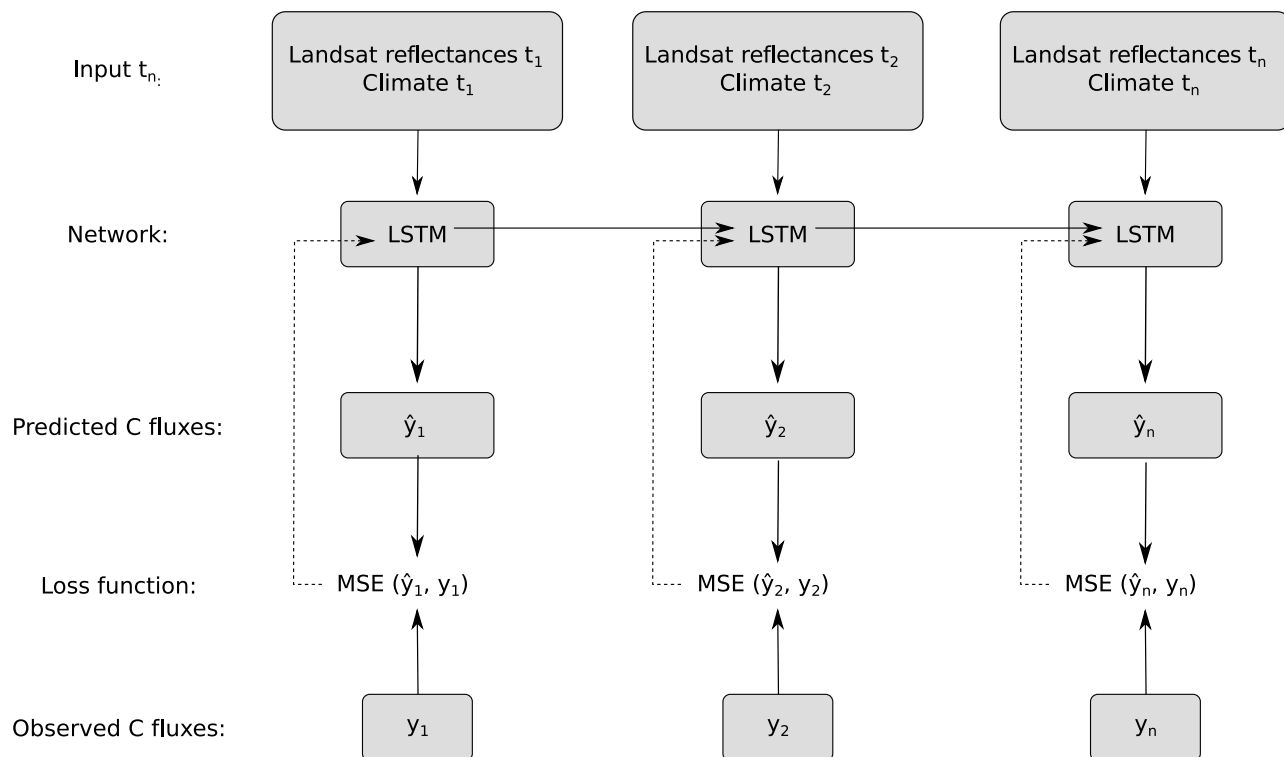 Input tₙ:
Landsat reflectances t₁
Climate t₁
Landsat reflectances t₂
Climate t₂
Landsat reflectances tₙ
Climate tₙ
Network:
LSTM
LSTM
LSTM
Predicted C fluxes:
ŷ₁
ŷ₂
ŷₙ
Loss function:
MSE (ŷ₁, y₁)
MSE (ŷ₂, y₂)
MSE (ŷₙ, yₙ)
Observed C fluxes:
y₁
y₂
yₙ